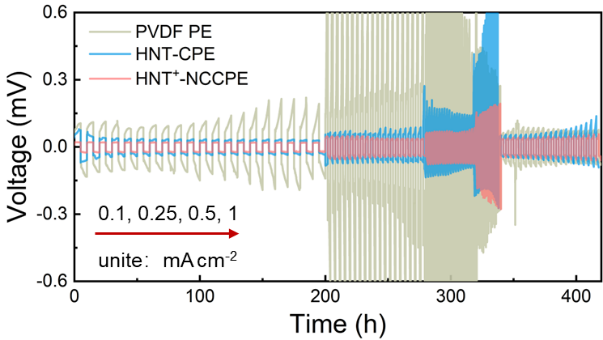 0.6
0.3
0.0
-0.3
-0.6
Voltage (mV)
PVDF PE
HNT-CPE
HNT⁺-NCCPE
0.1, 0.25, 0.5, 1
unite: mA cm⁻²
0 100 200 300 400
Time (h)